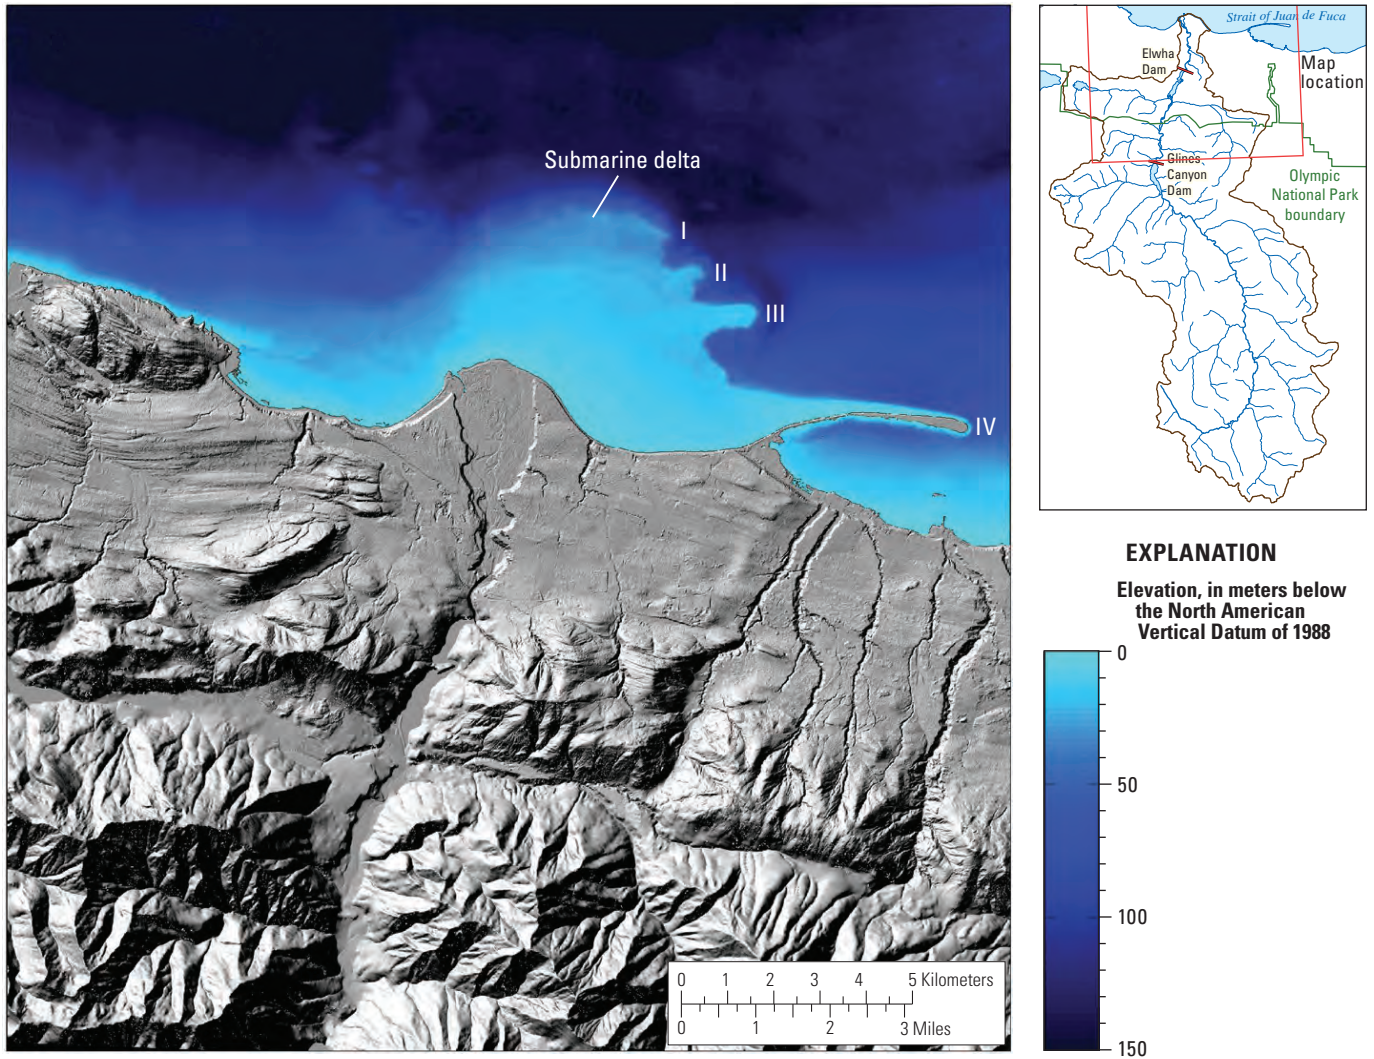 Submarine delta
I
II
III
IV
0 1 2 3 4 5 Kilometers
0 1 2 3 Miles
Strait of Juan de Fuca
Elwha
Dam
Map
location
Glines
Canyon
Dam
Olympic
National Park
boundary
EXPLANATION
Elevation, in meters below
the North American
Vertical Datum of 1988
0
50
100
150